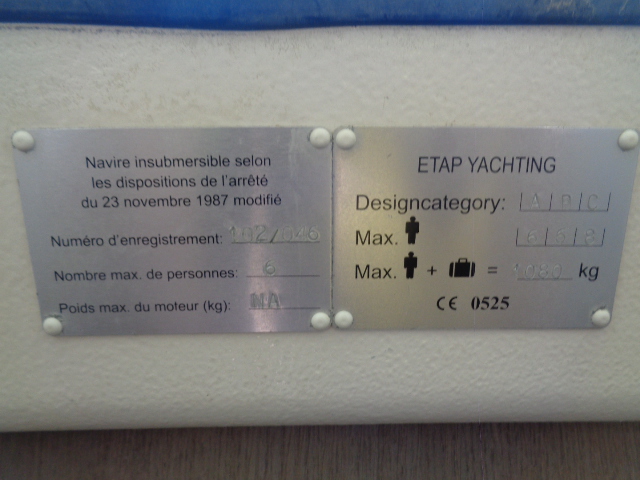 Navire insubmersible selon
les dispositions de l'arrêté
du 23 novembre 1987 modifié
Numéro d'enregistrement:
Nombre max. de personnes: 6
Poids max. du moteur (kg): NA
ETAP YACHTING
Designcategory: A B C
Max.
Max. + = kg
CE 0525